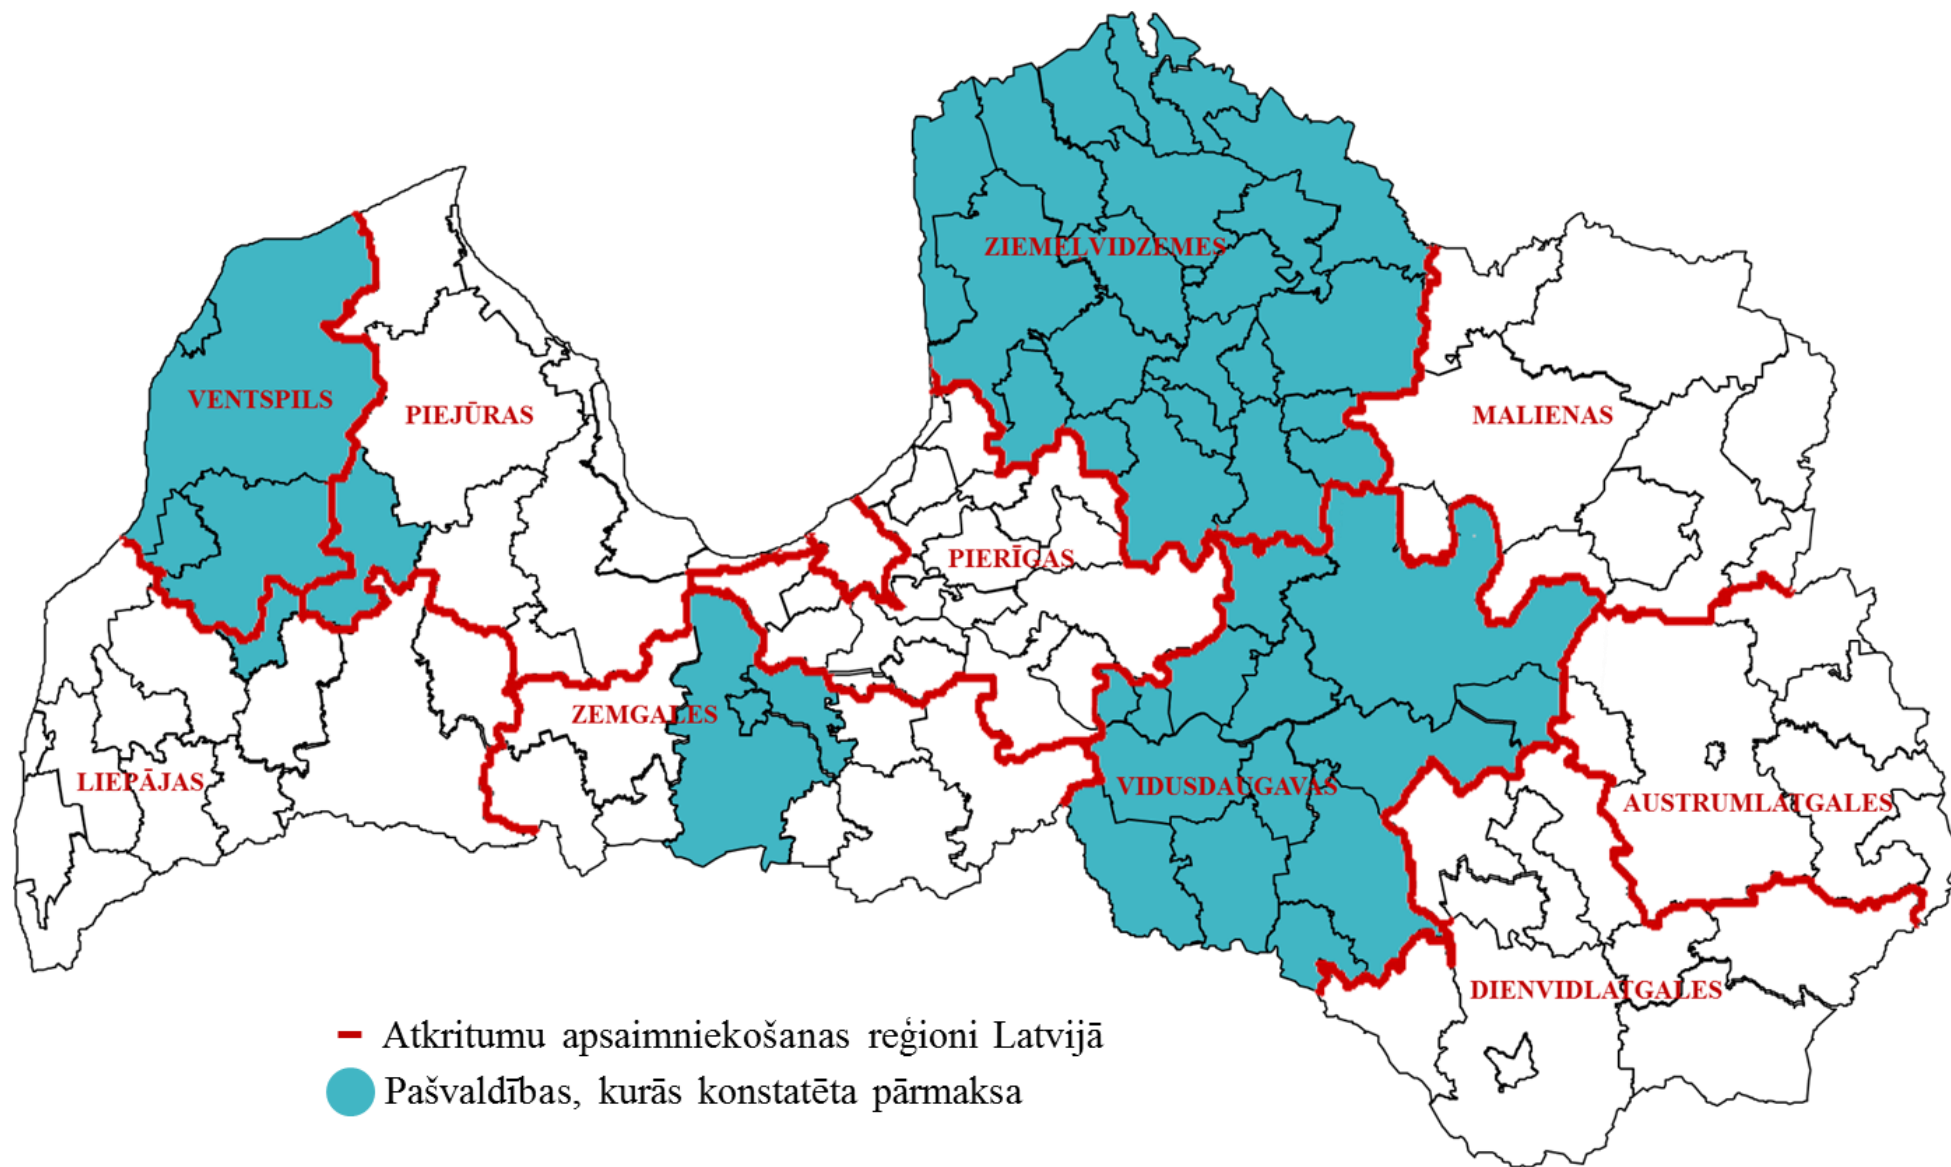 ZIEMEĻVIDZEMES
VENTSPILS
PIEJŪRAS
MALIENAS
PIERĪGAS
ZEMGALES
LIEPĀJAS
VIDUSDAUGAVAS
AUSTRUMLATGALES
DIENVIDLATGALES
Atkritumu apsaimniekošanas reģioni Latvijā
Pašvaldības, kurās konstatēta pārmaksa